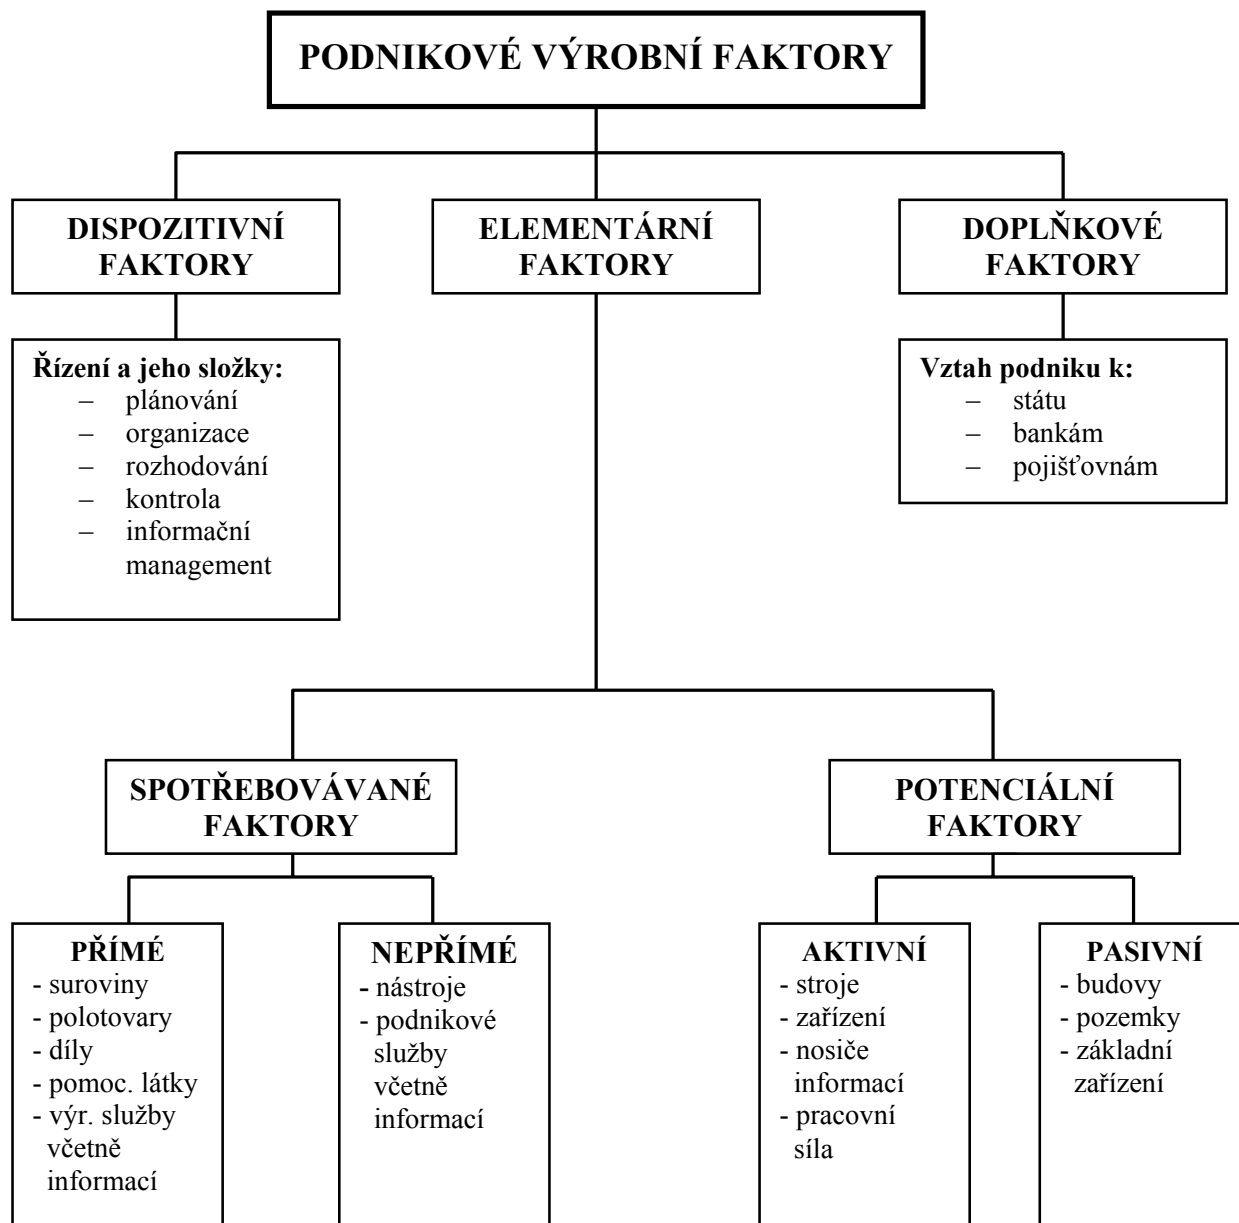 PODNIKOVÉ VÝROBNÍ FAKTORY
DISPOZITIVNÍ
FAKTORY
ELEMENTÁRNÍ
FAKTORY
DOPLŇKOVÉ
FAKTORY
Řízení a jeho složky:
– plánování
– organizace
– rozhodování
– kontrola
– informační
management
Vztah podniku k:
– státu
– bankám
– pojišťovnám
SPOTŘEBOVÁVANÉ
FAKTORY
POTENCIÁLNÍ
FAKTORY
PŘÍMÉ
- suroviny
- polotovary
- díly
- pomoc. látky
- výr. služby
včetně
informací
NEPŘÍMÉ
- nástroje
- podnikové
služby
včetně
informací
AKTIVNÍ
- stroje
- zařízení
- nosiče
informací
- pracovní
síla
PASIVNÍ
- budovy
- pozemky
- základní
zařízení